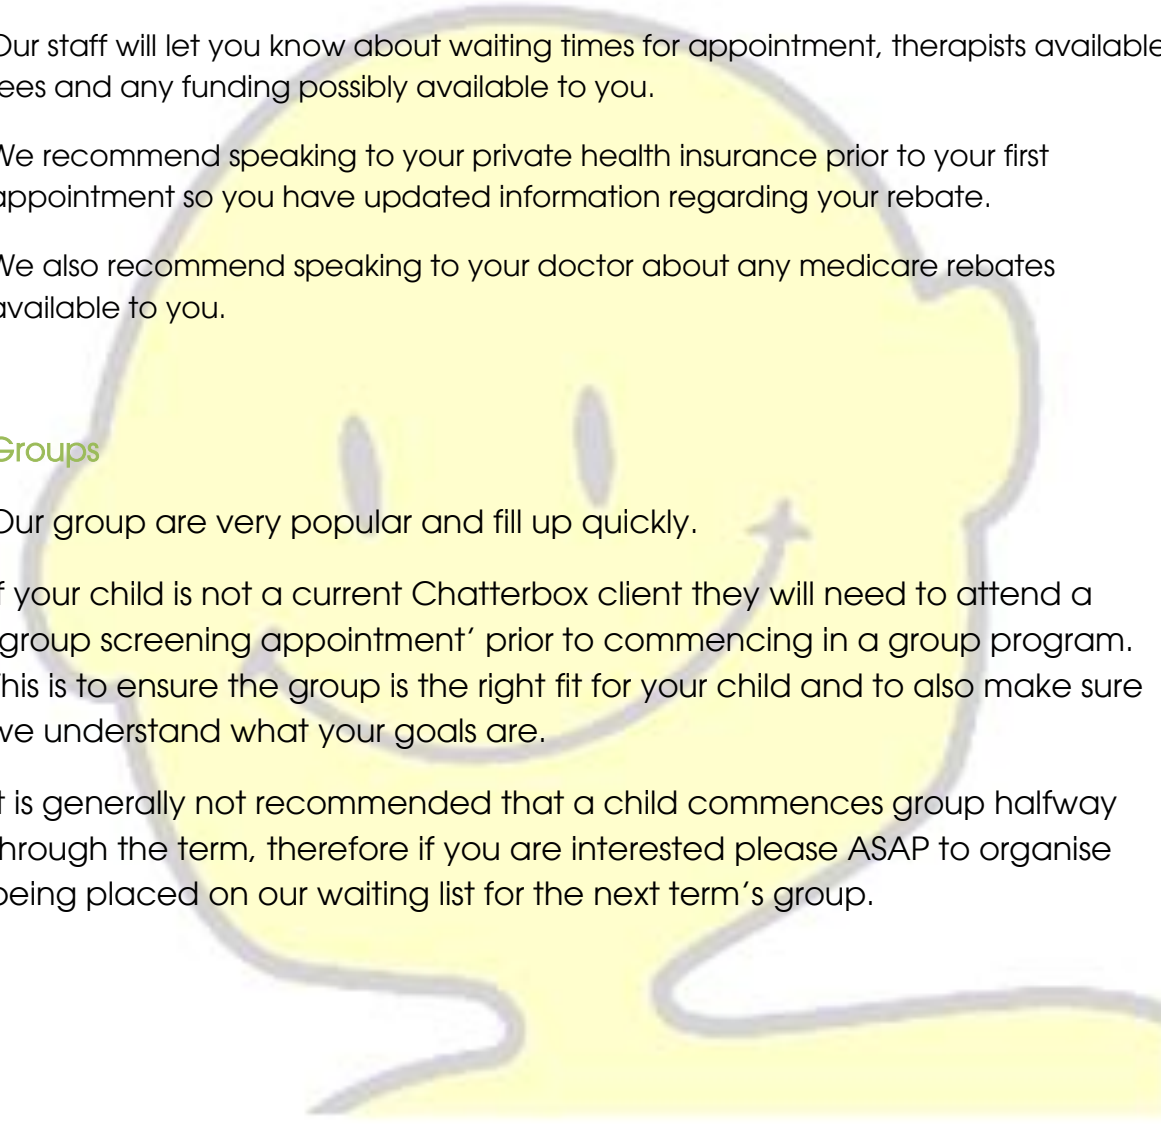 Our staff will let you know about waiting times for appointment, therapists available
ees and any funding possibly available to you.
We recommend speaking to your private health insurance prior to your first
appointment so you have updated information regarding your rebate.
We also recommend speaking to your doctor about any medicare rebates
available to you.
Groups
Our group are very popular and fill up quickly.
f your child is not a current Chatterbox client they will need to attend a
group screening appointment’ prior to commencing in a group program.
This is to ensure the group is the right fit for your child and to also make sure
we understand what your goals are.
t is generally not recommended that a child commences group halfway
through the term, therefore if you are interested please ASAP to organise
being placed on our waiting list for the next term’s group.